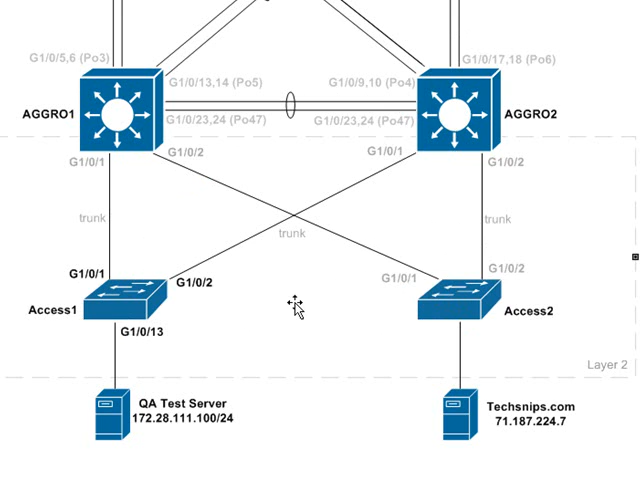 G1/0/5,6 (Po3)
G1/0/17,18 (Po6)
G1/0/13,14 (Po5)
G1/0/9,10 (Po4)
AGGRO1
AGGRO2
G1/0/23,24 (Po47)
G1/0/23,24 (Po47)
G1/0/1
G1/0/2
G1/0/1
G1/0/2
trunk
trunk
trunk
G1/0/1
G1/0/2
G1/0/1
G1/0/2
Access1
Access2
G1/0/13
Layer 2
QA Test Server
172.28.111.100/24
Techsnips.com
71.187.224.7